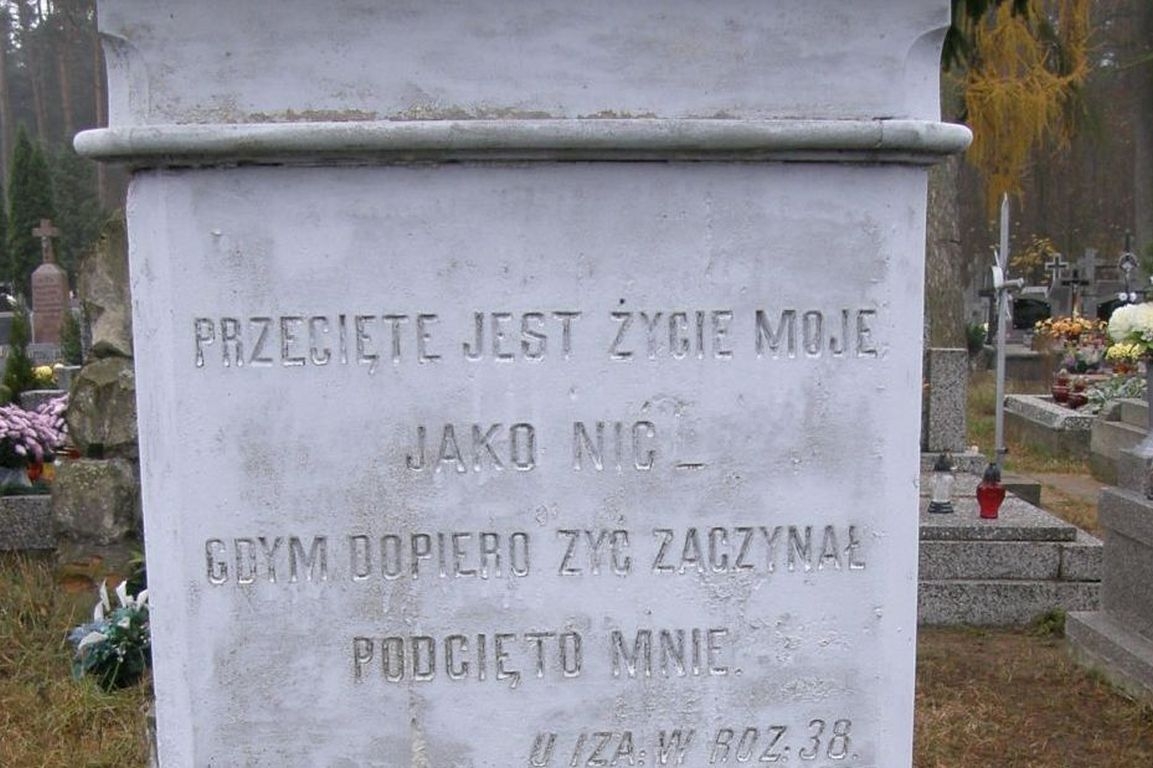 PRZECIĘTE JEST ŻYCIE MOJE,
JAKO NIĆ _
GDYM DOPIERO ŻYĆ ZACZYNAŁ
PODCIĘTO MNIE.
U IZA: W ROZ: 38.